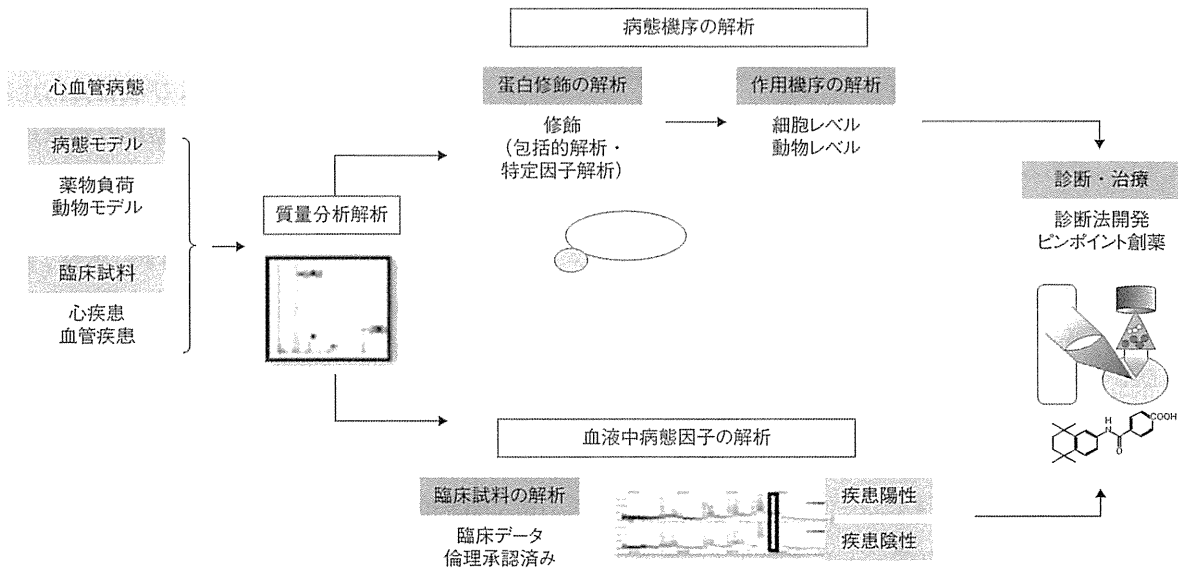 病態機序の解析
心血管病態
病態モデル
薬物負荷
動物モデル
臨床試料
心疾患
血管疾患
質量分析解析
蛋白修飾の解析
修飾
(包括的解析・
特定因子解析)
作用機序の解析
細胞レベル
動物レベル
診断・治療
診断法開発
ピンポイント創薬
COOH
H
N
O
血液中病態因子の解析
臨床試料の解析
臨床データ
倫理承認済み
疾患陽性
疾患陰性